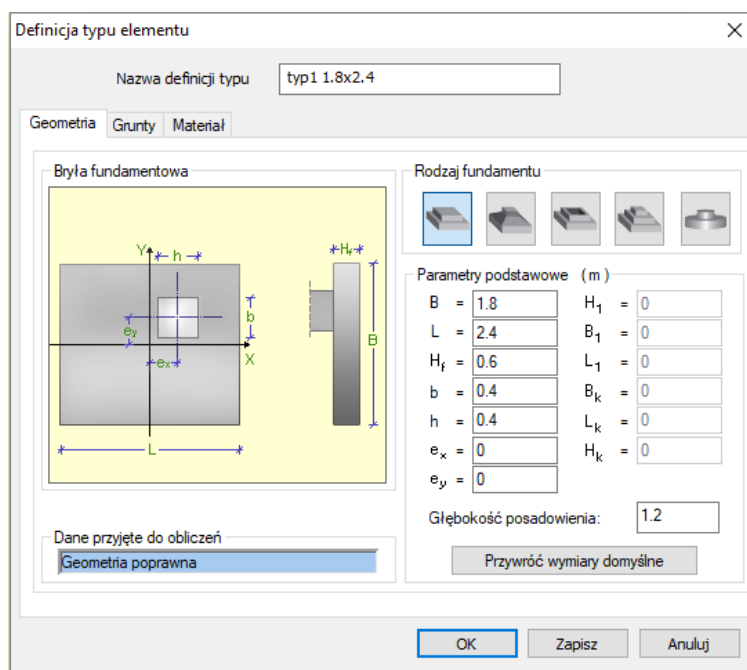 Definicja typu elementu
Nazwa definicji typu typ1 1.8x2.4
Geometria Grunty Materiał
Bryła fundamentowa
Y h Hf
b
B
ey
X
ex
L
Dane przyjęte do obliczeń
Geometria poprawna
Rodzaj fundamentu
Parametry podstawowe (m)
B = 1.8 H1 = 0
L = 2.4 B1 = 0
Hf = 0.6 L1 = 0
b = 0.4 Bk = 0
h = 0.4 Lk = 0
ex = 0 Hk = 0
ey = 0
Głębokość posadowienia: 1.2
Przywróć wymiary domyślne
OK Zapisz Anuluj